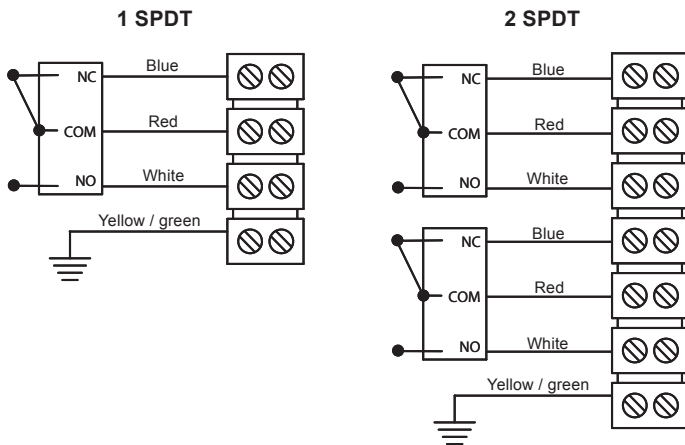 1 SPDT
NC
Blue
COM
Red
NO
White
Yellow / green
2 SPDT
NC
Blue
COM
Red
NO
White
NC
Blue
COM
Red
NO
White
Yellow / green